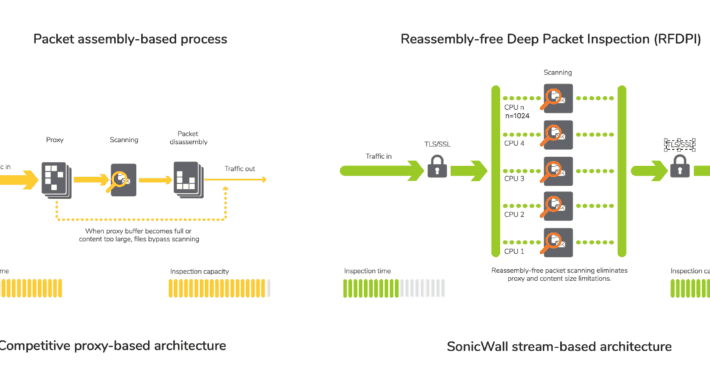 Packet assembly-based process
Reassembly-free Deep Packet Inspection (RFDPI)
Packet
disassembly
Proxy
Scanning
Traffic out
When proxy buffer becomes full or
content too large, files bypass scanning
Inspection capacity
Competitive proxy-based architecture
Scanning
CPU n
n=1024
CPU 4
CPU 3
CPU 2
CPU 1
TLS/SSL
Traffic in
Reassembly-free packet scanning eliminates
proxy and content size limitations.
Inspection time
Inspection ca
SonicWall stream-based architecture